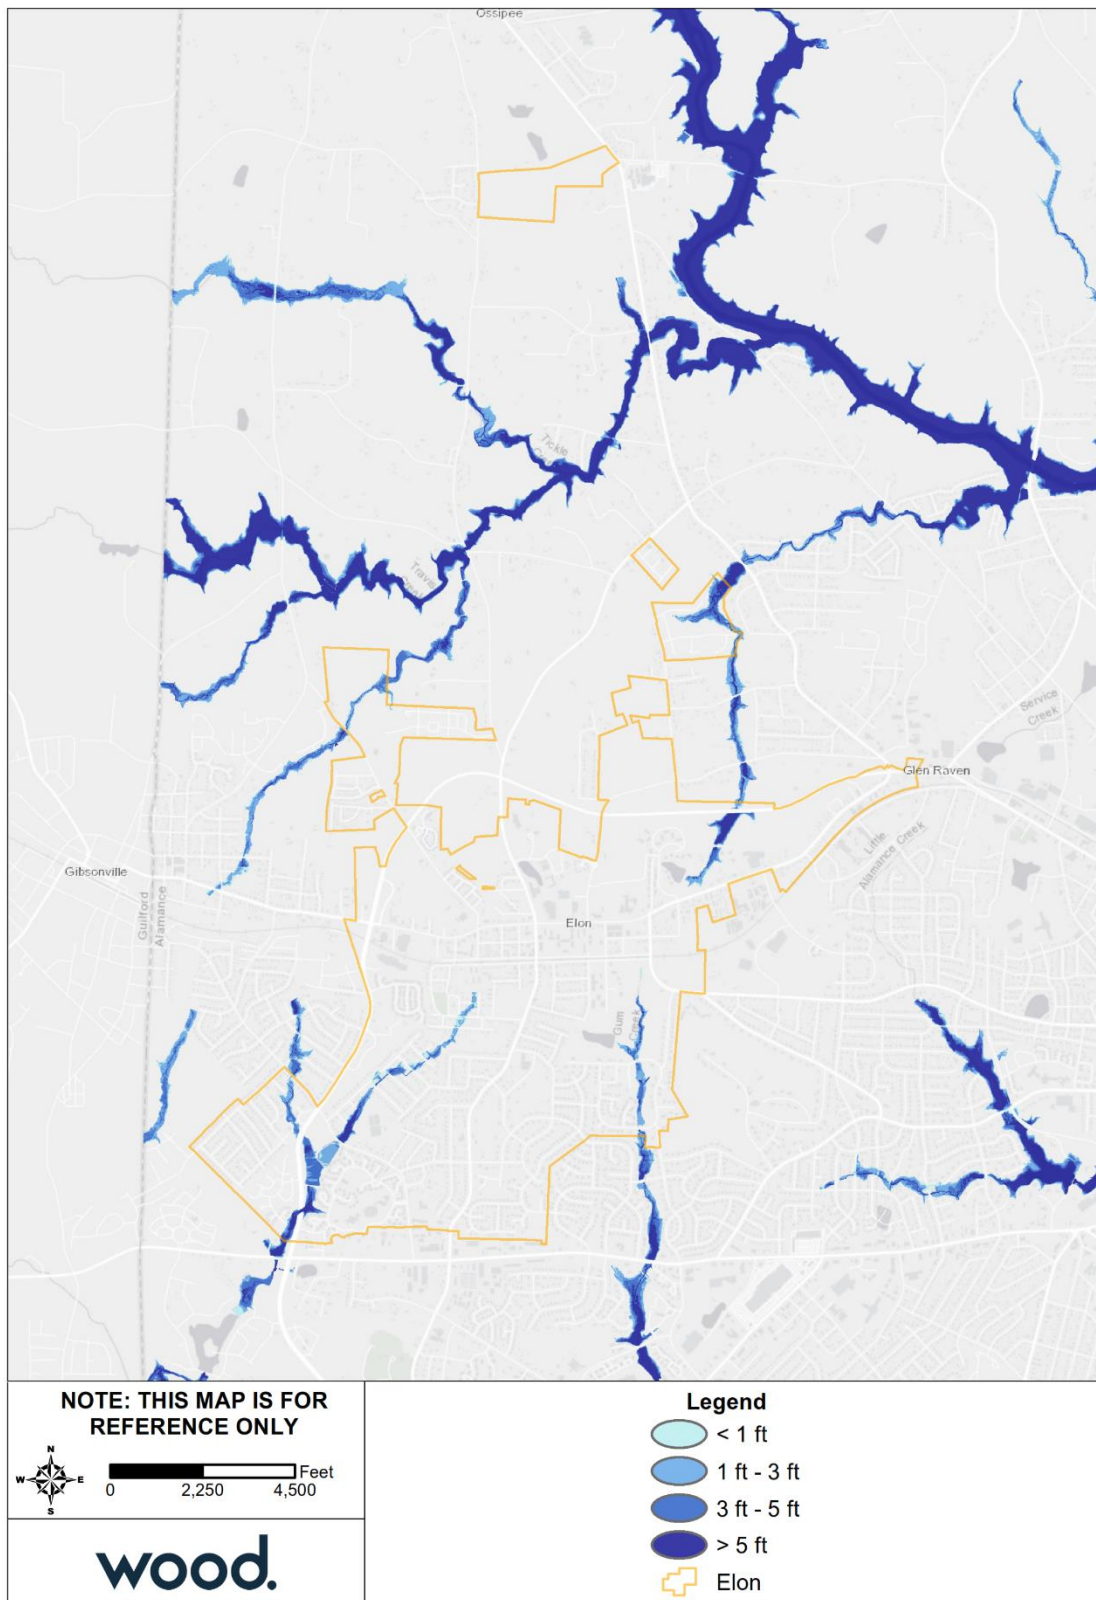 Ossipee
Tickle
Travis
Creek
Service
Creek
Glen Raven
Little
Alamance Creek
Gibsonville
Guilford
Alamance
Elon
Gum
Creek
NOTE: THIS MAP IS FOR
REFERENCE ONLY
N
W E
S
Feet
0 2,250 4,500
wood.
Legend
< 1 ft
1 ft - 3 ft
3 ft - 5 ft
> 5 ft
Elon